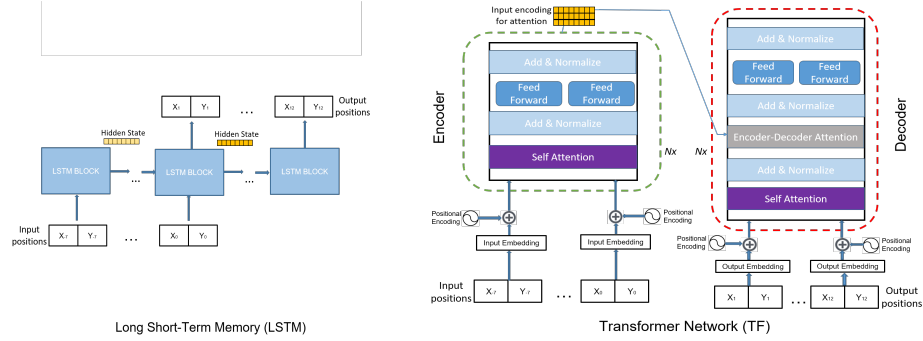 X₁ Y₁ ... X₁₂ Y₁₂ Output
positions
Hidden State
Hidden State
LSTM BLOCK ... LSTM BLOCK ... LSTM BLOCK
Input
positions
X₋₇ Y₋₇ ... X₀ Y₀
Long Short-Term Memory (LSTM)
Input encoding
for attention
Encoder
Add & Normalize
Feed
Forward
Feed
Forward
Add & Normalize
Self Attention
Nx
Positional
Encoding
Positional
Encoding
Input Embedding
Input Embedding
Input
positions
X₋₇ Y₋₇ ... X₀ Y₀
Nx
Decoder
Add & Normalize
Feed
Forward
Feed
Forward
Add & Normalize
Encoder-Decoder Attention
Add & Normalize
Self Attention
Positional
Encoding
Positional
Encoding
Output Embedding
Output Embedding
X₁ Y₁ ... X₁₂ Y₁₂
Output
positions
Transformer Network (TF)